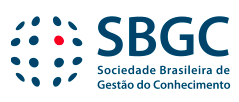 SBGC
Sociedade Brasileira de
Gestão do Conhecimento